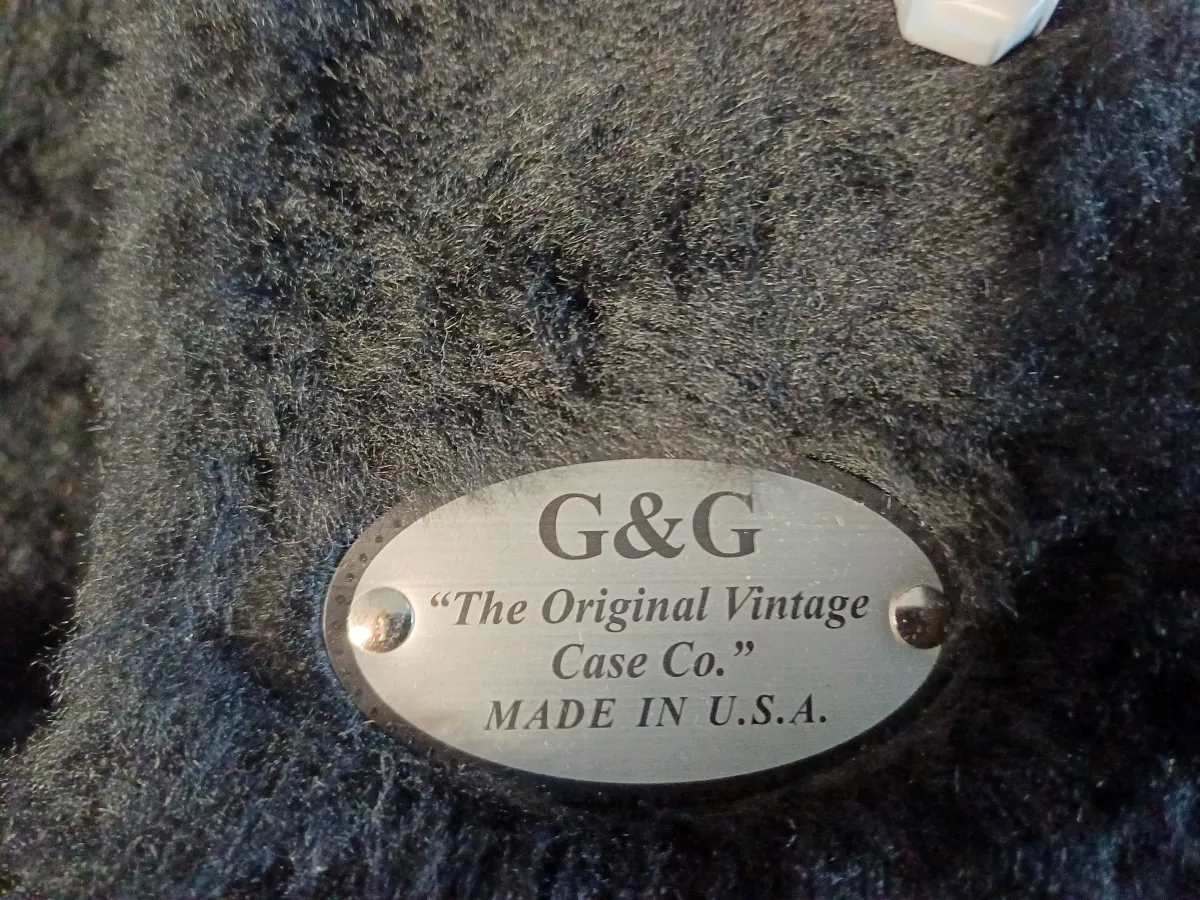 G&G
“The Original Vintage
Case Co.”
MADE IN U.S.A.